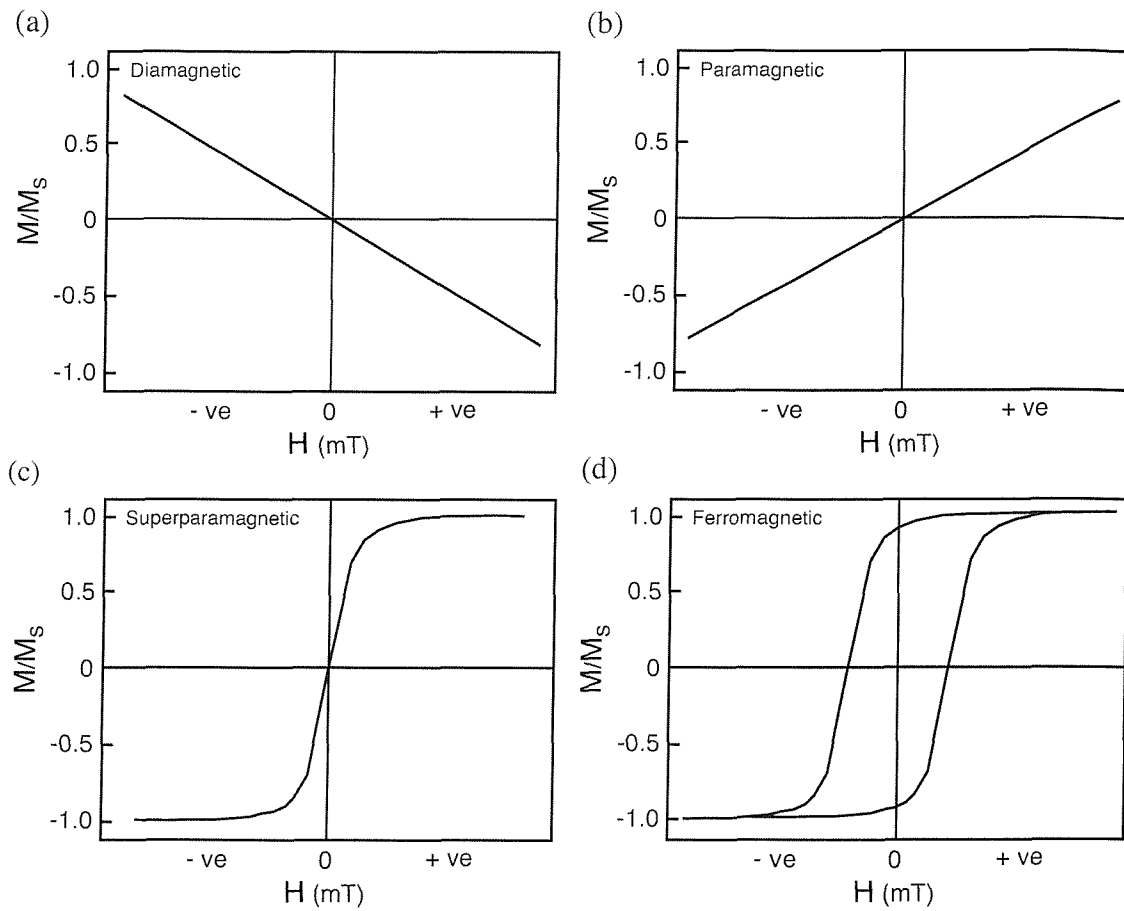 (a)
Diamagnetic
1.0
0.5
0
-0.5
-1.0
M/Ms
- ve 0 + ve
H (mT)
(b)
Paramagnetic
1.0
0.5
0
-0.5
-1.0
M/Ms
- ve 0 + ve
H (mT)
(c)
Superparamagnetic
1.0
0.5
0
-0.5
-1.0
M/Ms
- ve 0 + ve
H (mT)
(d)
Ferromagnetic
1.0
0.5
0
-0.5
-1.0
M/Ms
- ve 0 + ve
H (mT)